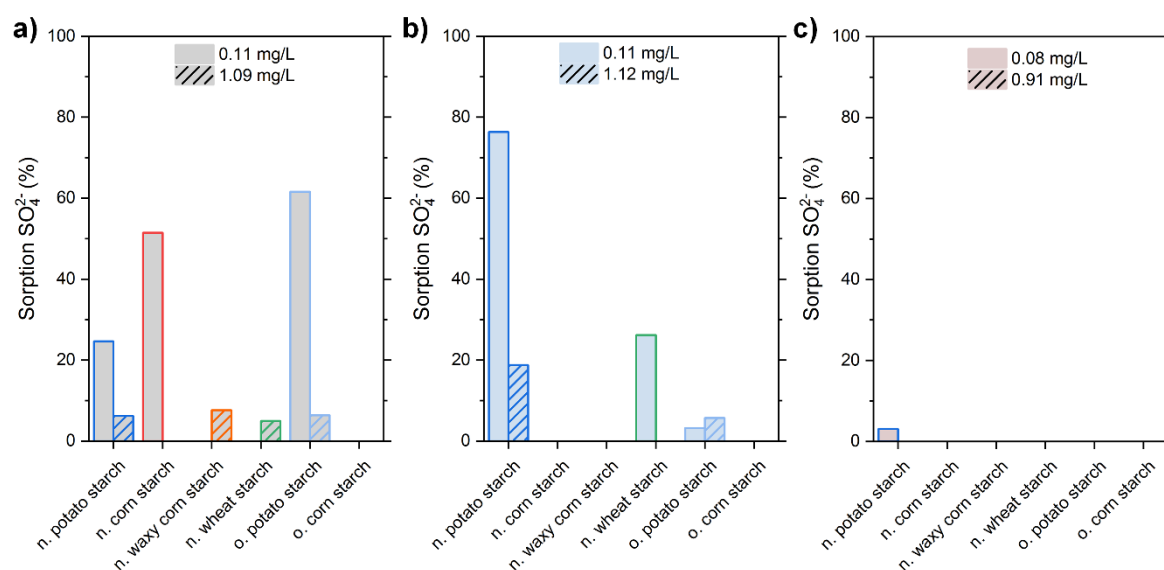 a)
0.11 mg/L
1.09 mg/L
Sorption SO₄²⁻ (%)
100
80
60
40
20
0
n. potato starch
n. corn starch
n. waxy corn starch
n. wheat starch
o. potato starch
o. corn starch
b)
0.11 mg/L
1.12 mg/L
Sorption SO₄²⁻ (%)
100
80
60
40
20
0
n. potato starch
n. corn starch
n. waxy corn starch
n. wheat starch
o. potato starch
o. corn starch
c)
0.08 mg/L
0.91 mg/L
Sorption SO₄²⁻ (%)
100
80
60
40
20
0
n. potato starch
n. corn starch
n. waxy corn starch
n. wheat starch
o. potato starch
o. corn starch